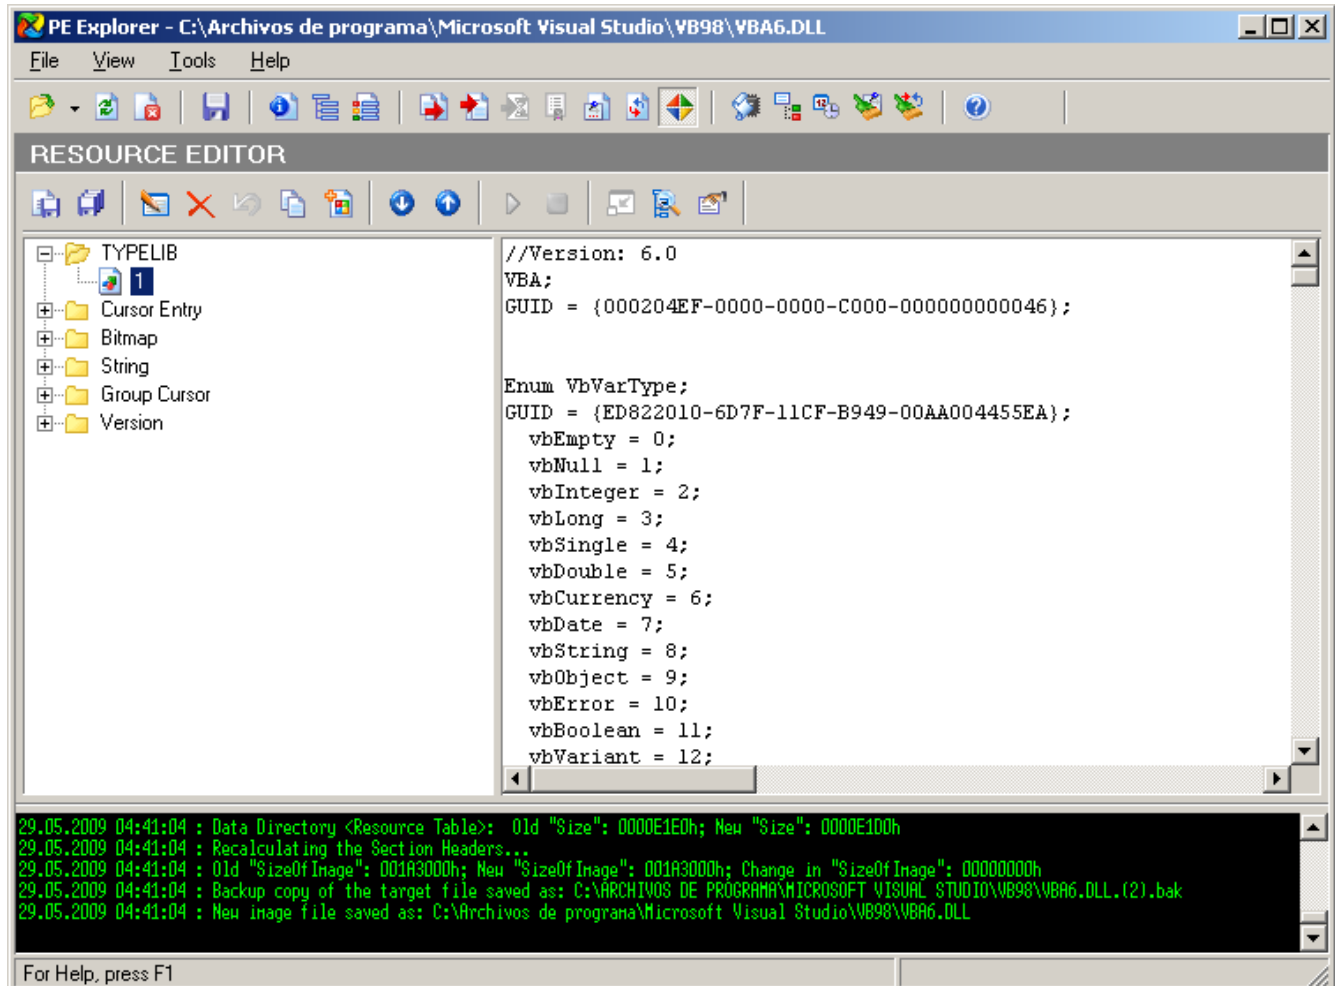 PE Explorer - C:\Archivos de programa\Microsoft Visual Studio\VB98\VBA6.DLL
File View Tools Help
RESOURCE EDITOR
TYPELIB
1
Cursor Entry
Bitmap
String
Group Cursor
Version
//Version: 6.0
VBA;
GUID = {000204EF-0000-0000-C000-000000000046};
Enum VbVarType;
GUID = {ED822010-6D7F-11CF-B949-00AA004455EA};
vbEmpty = 0;
vbNull = 1;
vbInteger = 2;
vbLong = 3;
vbSingle = 4;
vbDouble = 5;
vbCurrency = 6;
vbDate = 7;
vbString = 8;
vbObject = 9;
vbError = 10;
vbBoolean = 11;
vbVariant = 12;
29.05.2009 04:41:04 : Data Directory <Resource Table>: Old "Size": 0000E1E0h; New "Size": 0000E1D0h
29.05.2009 04:41:04 : Recalculating the Section Headers...
29.05.2009 04:41:04 : Old "SizeOfImage": 001A3000h; New "SizeOfImage": 001A3000h; Change in "SizeOfImage": 00000000h
29.05.2009 04:41:04 : Backup copy of the target file saved as: C:\ARCHIVOS DE PROGRAMA\MICROSOFT VISUAL STUDIO\VB98\VBA6.DLL.(2).bak
29.05.2009 04:41:04 : New image file saved as: C:\Archivos de programa\Microsoft Visual Studio\VB98\VBA6.DLL
For Help, press F1